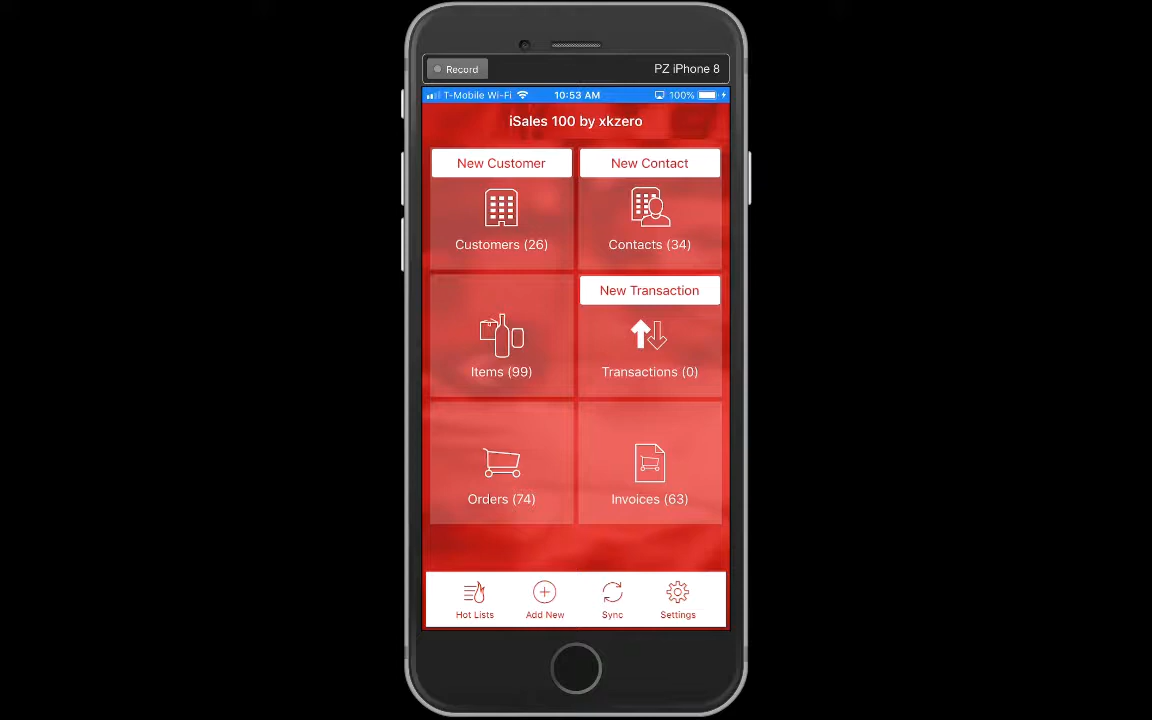 Record
PZ iPhone 8
T-Mobile Wi-Fi
10:53 AM
100%
iSales 100 by xkzero
New Customer
New Contact
Customers (26)
Contacts (34)
New Transaction
Items (99)
Transactions (0)
Orders (74)
Invoices (63)
Hot Lists
Add New
Sync
Settings